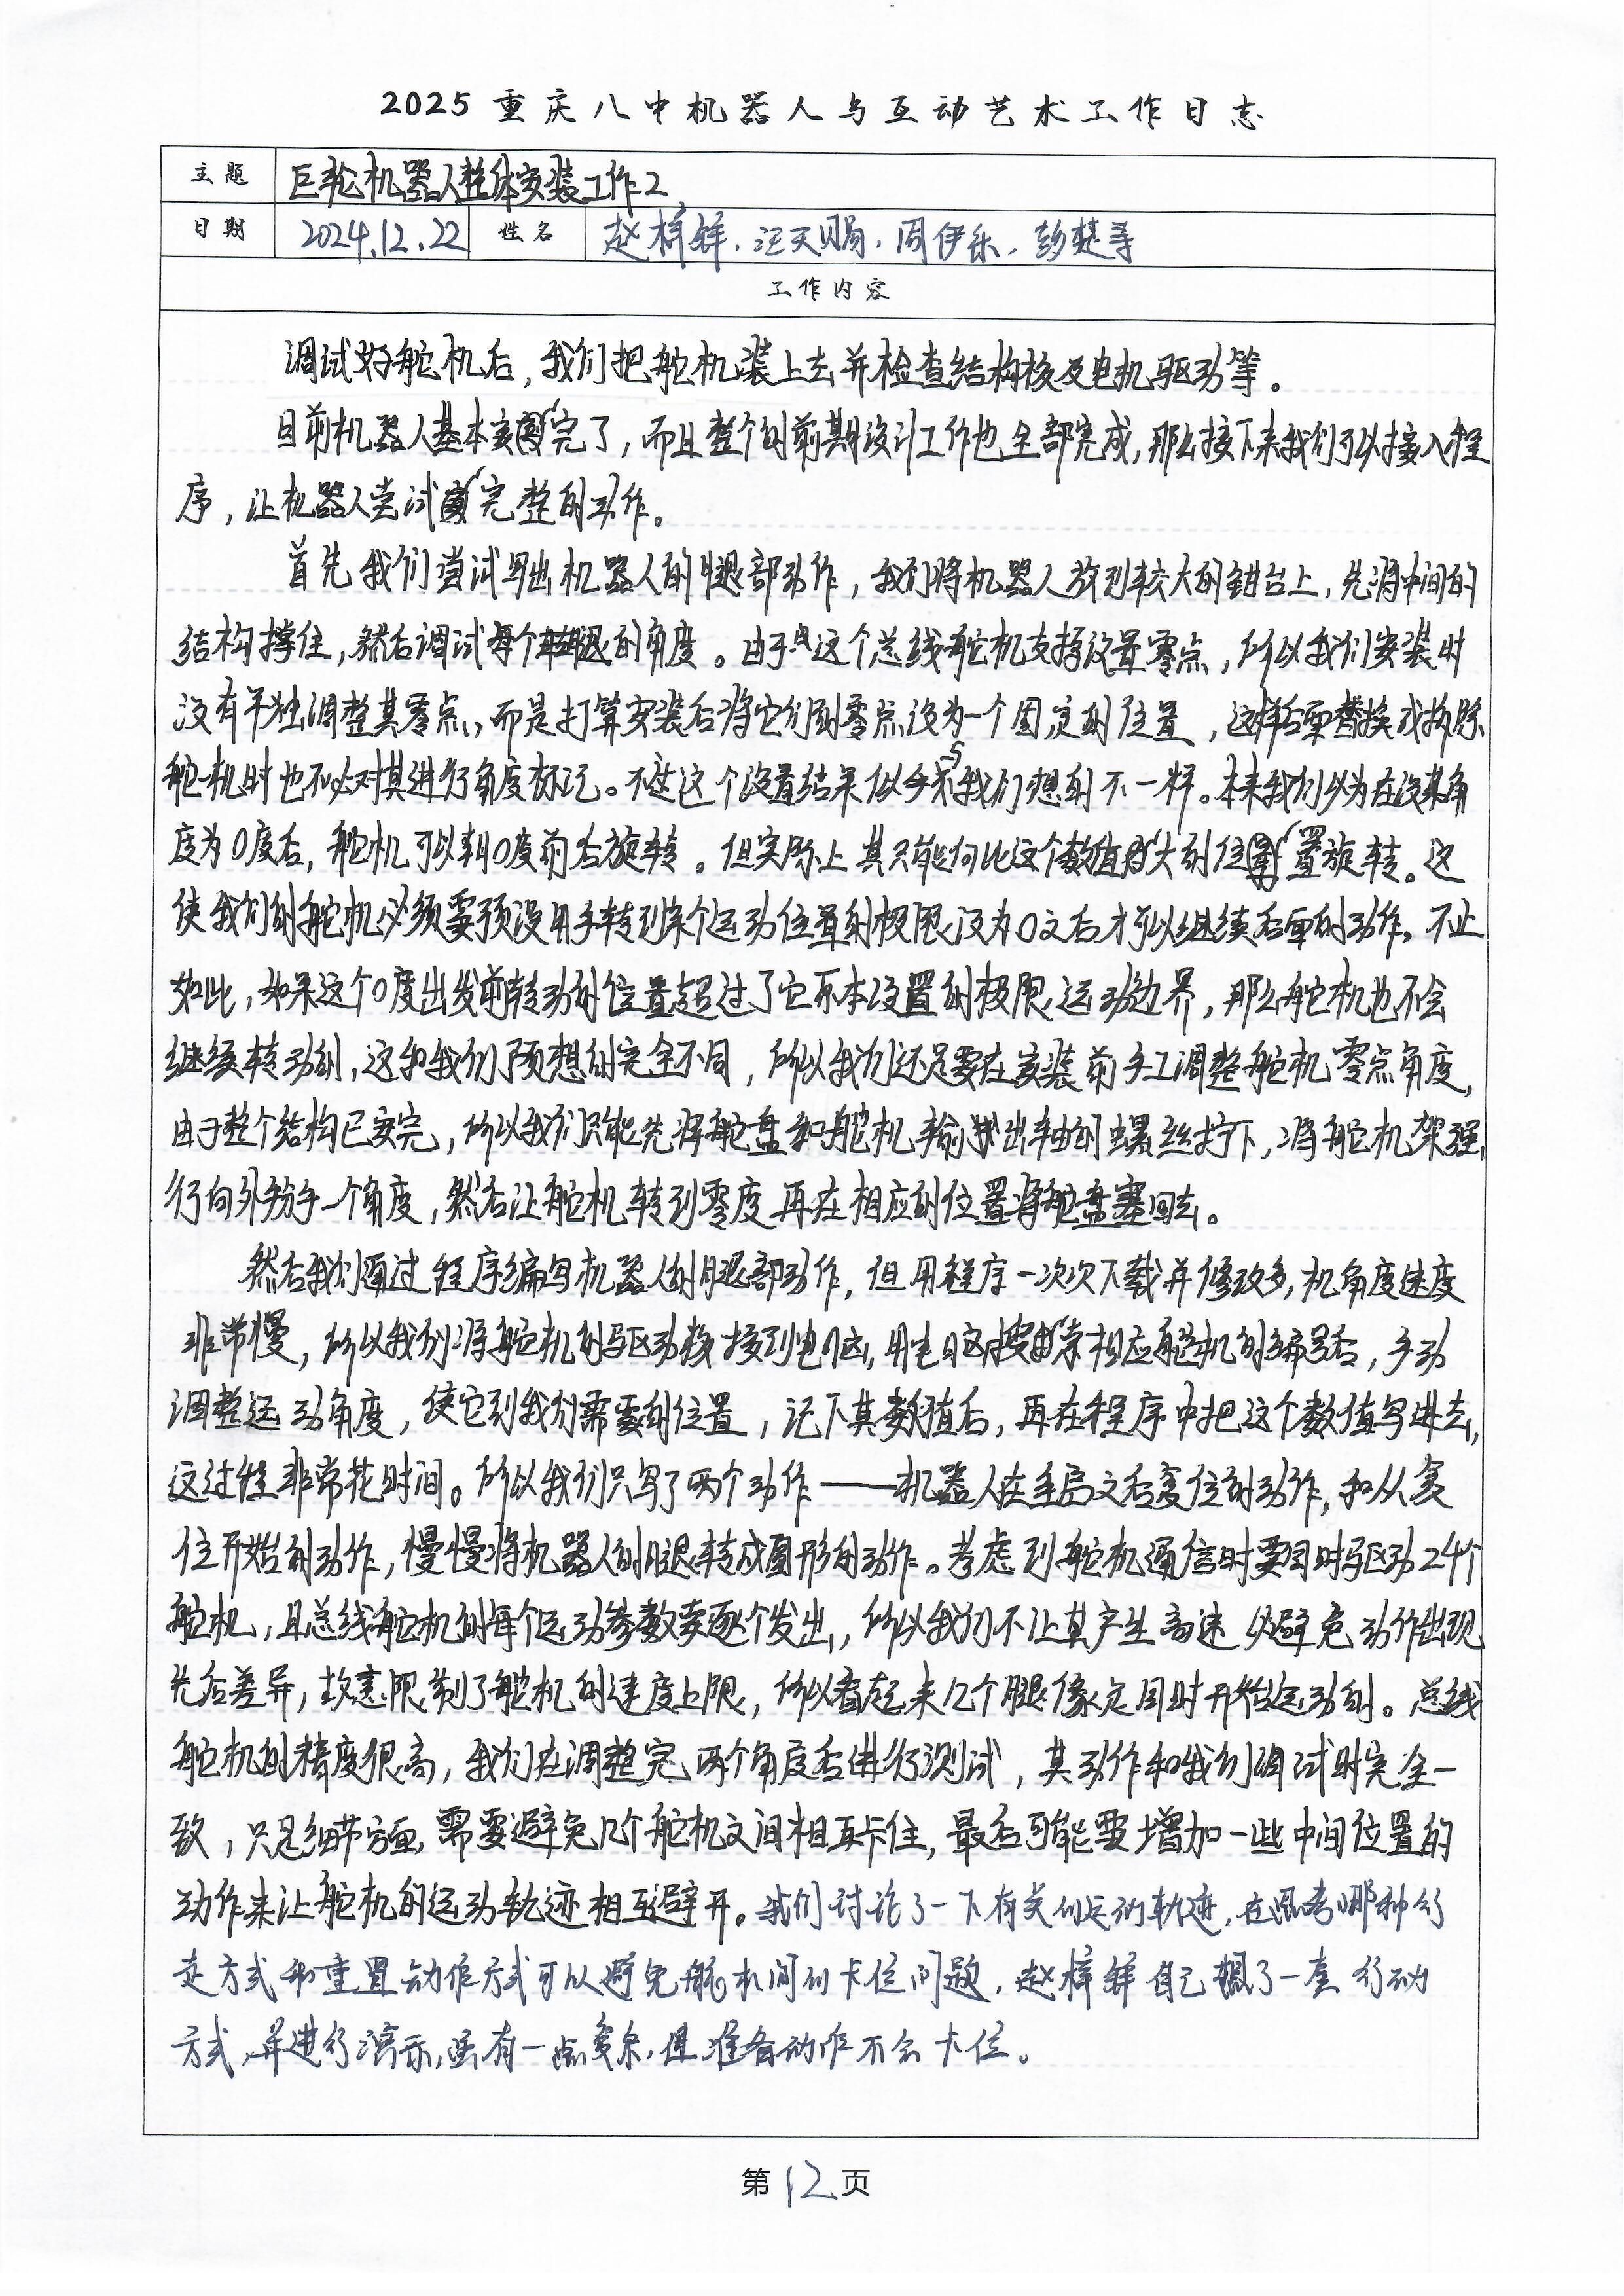 2025重庆八中机器人与互动艺术工作日志
主题 巨轮机器人整体安装工作2
日期 2024.12.22 姓名 赵梓铎、汜天赐、周伊乐、彭楚寻
工作内容
调试好舵机后，我们把舵机装上去并检查结构核及电机驱动等。
目前机器人基本安完了，而且整个的前期设计工作也全部完成，那么接下来我们可以接入程
序，让机器人尝试完整的动作。
首先我们尝试写出机器人的腿部动作，我们将机器人放到较大的钳台上，先将中间的
结构撑住，然后调试每个腿的角度。由于这个总线舵机支持设置零点，所以我们安装时
没有单独调整其零点，而是打算安装后将它们的零点设为一个固定的位置，这样后要替换或拆除
舵机时也不必对其进行角度标记。不过这个设置结果似乎和我们想的不一样。本来我们以为在设某角
度为0度后，舵机可以制0度前后旋转。但实际上其只能向比这个数值大的位置旋转。这
使我们的舵机必须要预设用手转到某个运动位置的极限设为0之后才可以继续后面的动作。不止
如此，如果这个0度出发前转动的位置超过了它原本设置的极限运动边界，那么舵机也不会
继续转动的，这和我们预想的完全不同，所以我们还是要在安装前手工调整舵机零点角度，
由于整个结构已安完，所以我们只能先将舵盘和舵机输出轴的螺丝拧下，将舵机架强
行向外掰一个角度，然后让舵机转到零度再在相应的位置将舵盘塞回去。
然后我们通过程序编写机器人的腿部动作，但用程序一次次下载并修改多，机角度速度
非常慢，所以我们将舵机的驱动板接到电脑，用电脑搜索相应舵机的编号后，手动
调整运动角度，使它到我们需要的位置，记下其数值后，再在程序中把这个数值写进去，
这过程非常花时间。所以我们只写了两个动作——机器人在重启之后复位的动作，和从复
位开始的动作，慢慢将机器人的腿转成圆形的动作。考虑到舵机通信时要同时驱动24个
舵机，且总线舵机的每个运动参数要逐个发出，所以我们不让其产生高速以避免动作出现
先后差异，故意限制了舵机的速度上限，所以看起来几个腿像是同时开始运动的。总线
舵机的精度很高，我们在调整完两个角度后进行测试，其动作和我们调试时完全一
致，只是细节方面，需要避免几个舵机之间相互卡住，最后可能要增加一些中间位置的
动作来让舵机的运动轨迹相互避开。我们讨论了一下有关何运的轨迹，在思考哪种行
走方式和重置动作方式可以避免舵机间的卡位问题，赵梓铎自己想了一套行动
方式，并进行演示，虽有一点复杂，但准备动作不会卡位。
第12页